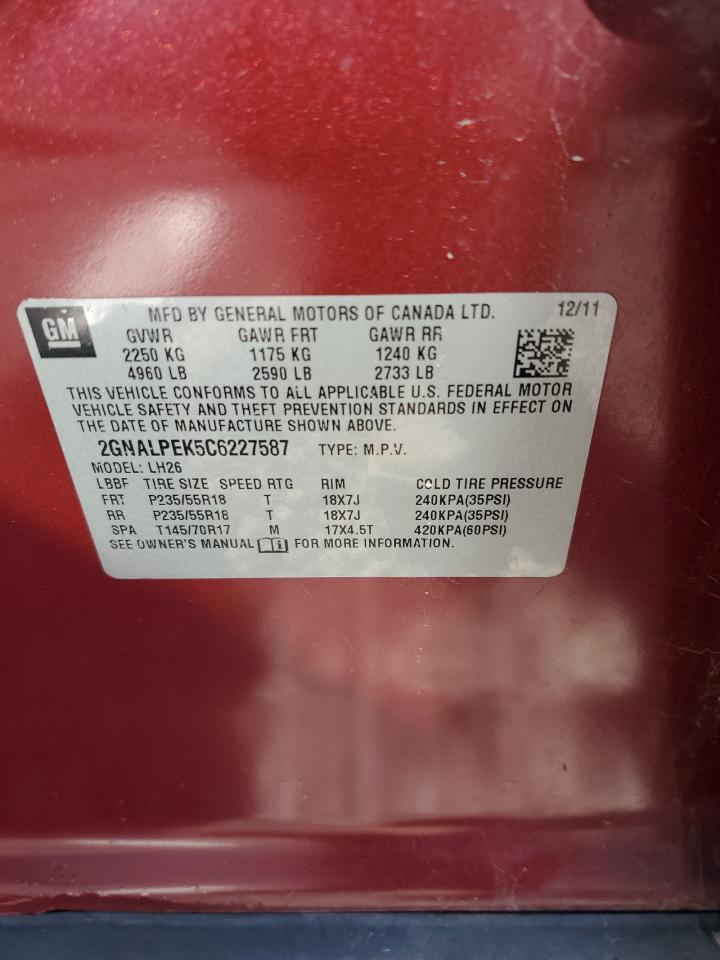 GM
MFD BY GENERAL MOTORS OF CANADA LTD. 12/11
GVWR GAWR FRT GAWR RR
2250 KG 1175 KG 1240 KG
4960 LB 2590 LB 2733 LB
THIS VEHICLE CONFORMS TO ALL APPLICABLE U.S. FEDERAL MOTOR
VEHICLE SAFETY AND THEFT PREVENTION STANDARDS IN EFFECT ON
THE DATE OF MANUFACTURE SHOWN ABOVE.
2GNALPEK5C6227587 TYPE: M.P.V.
MODEL: LH26
LBBF TIRE SIZE SPEED RTG RIM COLD TIRE PRESSURE
FRT P235/55R18 T 18X7J 240KPA(35PSI)
RR P235/55R18 T 18X7J 240KPA(35PSI)
SPA T145/70R17 M 17X4.5T 420KPA(60PSI)
SEE OWNER'S MANUAL i FOR MORE INFORMATION.